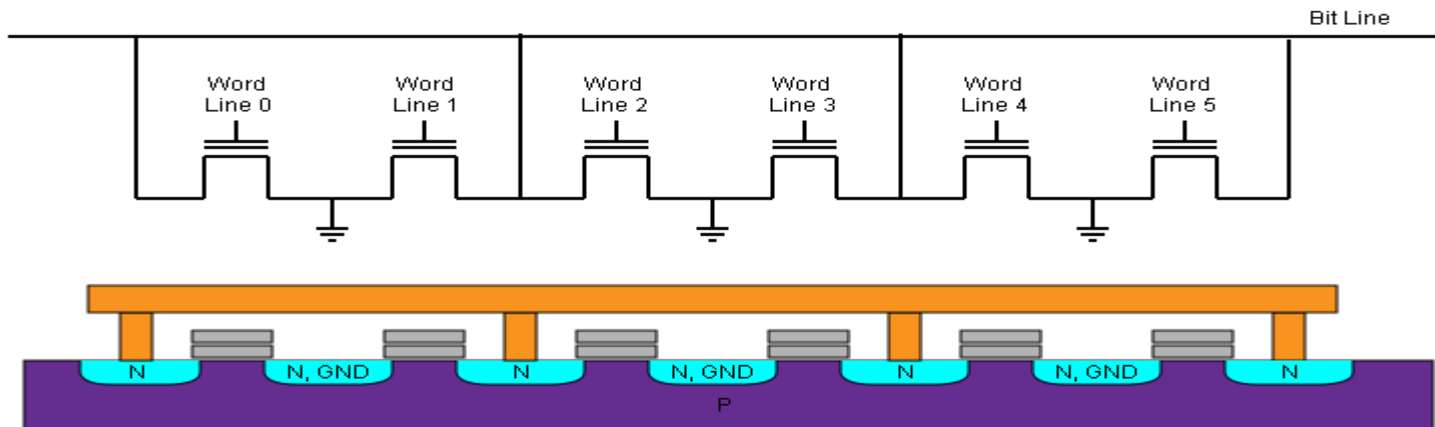 Bit Line
Word
Line 0
Word
Line 1
Word
Line 2
Word
Line 3
Word
Line 4
Word
Line 5
N
N, GND
N
N, GND
N
N, GND
N
P